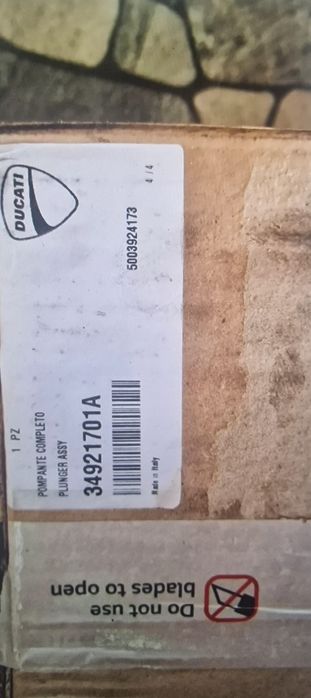 DUCATI
1 PZ
POMPANTE COMPLETO
PLUNGER ASSY
34921701A
Made in Italy
5003924173
4/4
Do not use
blades to open